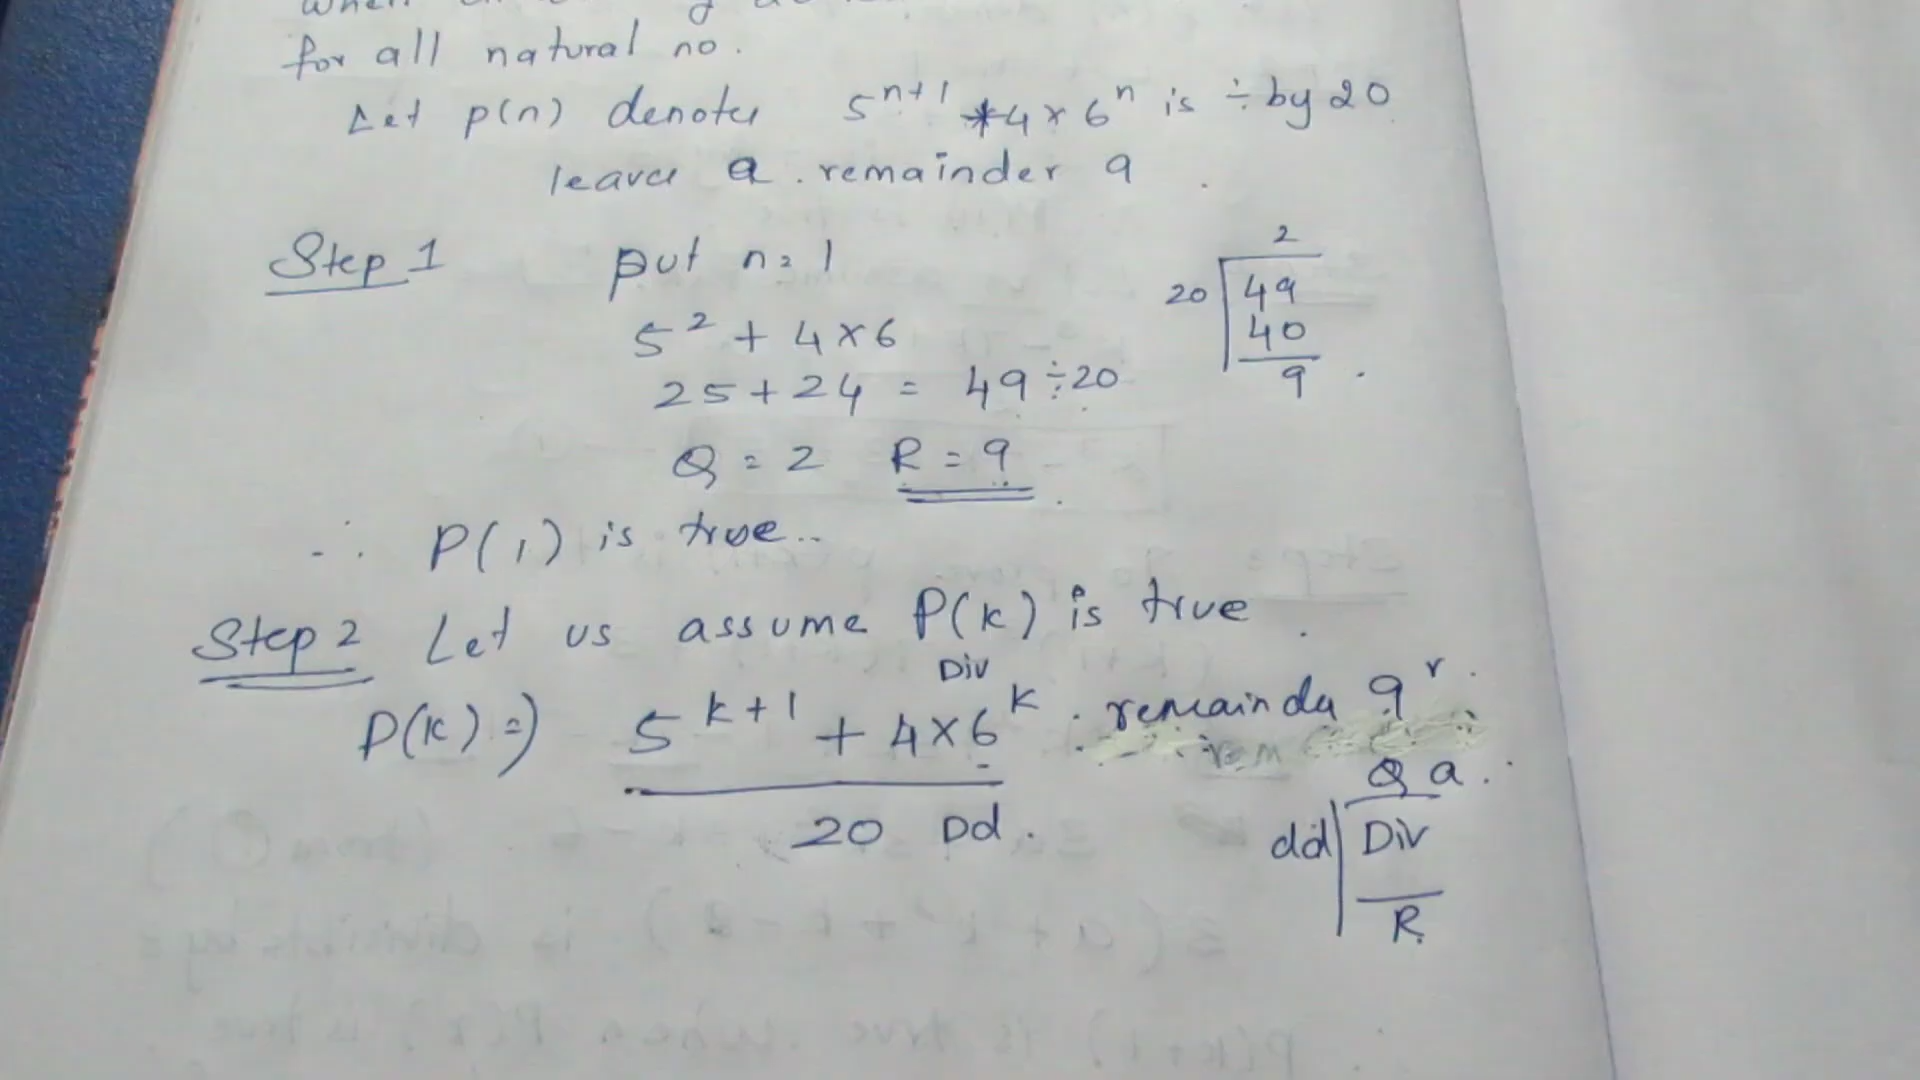 for all natural no.
Let p(n) denotes 5^{n+1} + 4 × 6^n is ÷ by 20
leaves a remainder 9
Step 1 put n = 1
5^2 + 4 × 6
25 + 24 = 49 ÷ 20
2
20 49
40
9
Q = 2 R = 9
∴ P(1) is true..
Step 2 Let us assume P(k) is true.
Div
P(k) ⇒ 5^{k+1} + 4×6^k remainder 9 r
20 Dd.
Q a.
dd Div
R